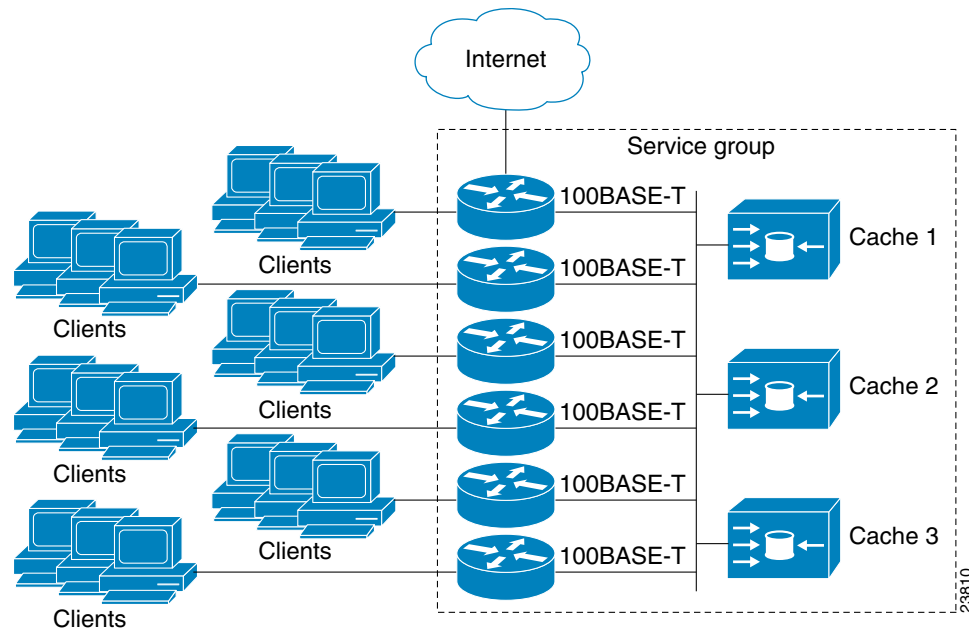 Internet
Service group
100BASE-T
Cache 1
Clients
100BASE-T
Clients
100BASE-T
Clients
Cache 2
100BASE-T
Clients
100BASE-T
Clients
Cache 3
100BASE-T
Clients
23810